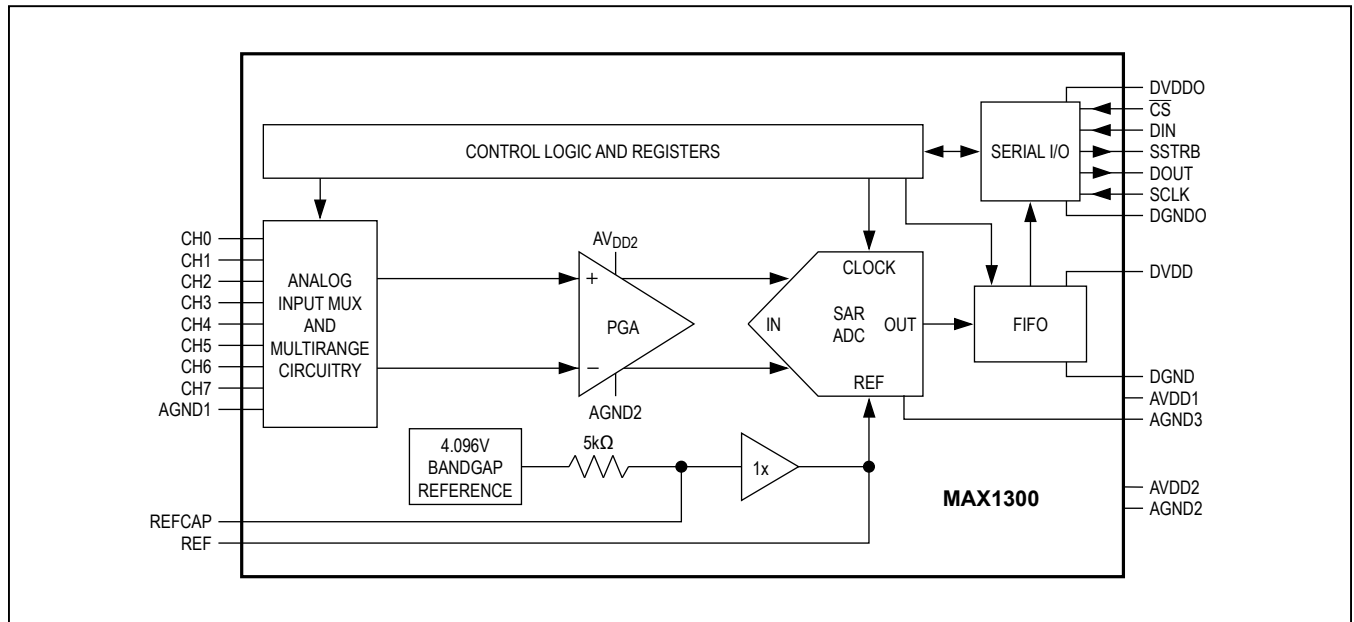 DVDDO
CS
DIN
SSTRB
DOUT
SCLK
DGNDO
CONTROL LOGIC AND REGISTERS
SERIAL I/O
CH0
CH1
CH2
CH3
CH4
CH5
CH6
CH7
AGND1
ANALOG
INPUT MUX
AND
MULTIRANGE
CIRCUITRY
AVDD2
+
PGA
−
AGND2
CLOCK
IN
SAR
ADC
OUT
REF
FIFO
DVDD
DGND
AVDD1
AGND3
4.096V
BANDGAP
REFERENCE
5kΩ
1x
MAX1300
AVDD2
AGND2
REFCAP
REF